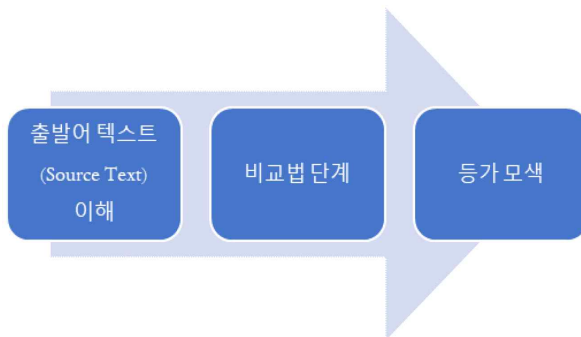 출발어 텍스트
(Source Text)
이해
비교법 단계
등가 모색